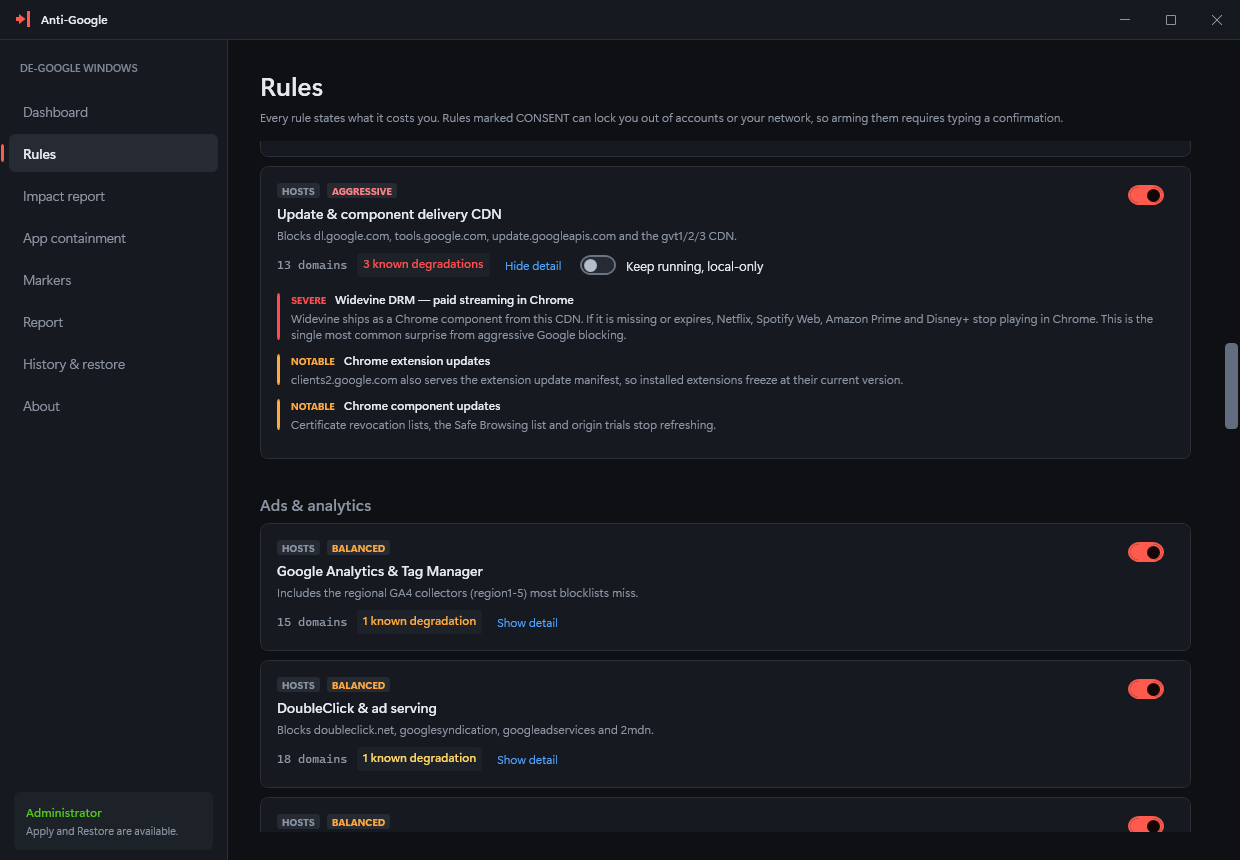 Anti-Google
DE-GOOGLE WINDOWS
Dashboard
Rules
Impact report
App containment
Markers
Report
History & restore
About
Administrator
Apply and Restore are available.
Rules
Every rule states what it costs you. Rules marked CONSENT can lock you out of accounts or your network, so arming them requires typing a confirmation.
HOSTS AGGRESSIVE
Update & component delivery CDN
Blocks dl.google.com, tools.google.com, update.googleapis.com and the gvt1/2/3 CDN.
13 domains 3 known degradations Hide detail Keep running, local-only
SEVERE Widevine DRM — paid streaming in Chrome
Widevine ships as a Chrome component from this CDN. If it is missing or expires, Netflix, Spotify Web, Amazon Prime and Disney+ stop playing in Chrome. This is the
single most common surprise from aggressive Google blocking.
NOTABLE Chrome extension updates
clients2.google.com also serves the extension update manifest, so installed extensions freeze at their current version.
NOTABLE Chrome component updates
Certificate revocation lists, the Safe Browsing list and origin trials stop refreshing.
Ads & analytics
HOSTS BALANCED
Google Analytics & Tag Manager
Includes the regional GA4 collectors (region1-5) most blocklists miss.
15 domains 1 known degradation Show detail
HOSTS BALANCED
DoubleClick & ad serving
Blocks doubleclick.net, googlesyndication, googleadservices and 2mdn.
18 domains 1 known degradation Show detail
HOSTS BALANCED